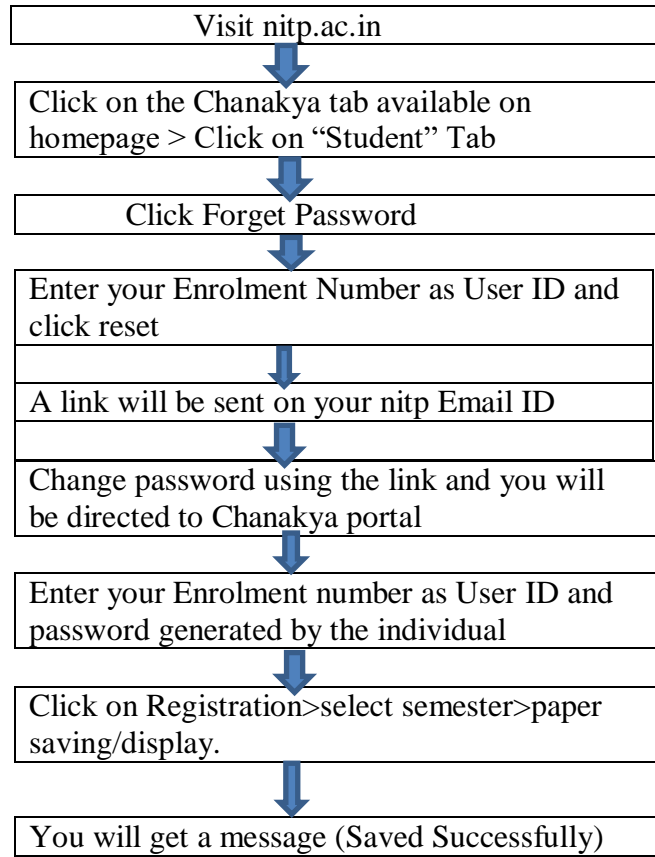 Visit nitp.ac.in
Click on the Chanakya tab available on
homepage > Click on “Student” Tab
Click Forget Password
Enter your Enrolment Number as User ID and
click reset
A link will be sent on your nitp Email ID
Change password using the link and you will
be directed to Chanakya portal
Enter your Enrolment number as User ID and
password generated by the individual
Click on Registration>select semester>paper
saving/display.
You will get a message (Saved Successfully)